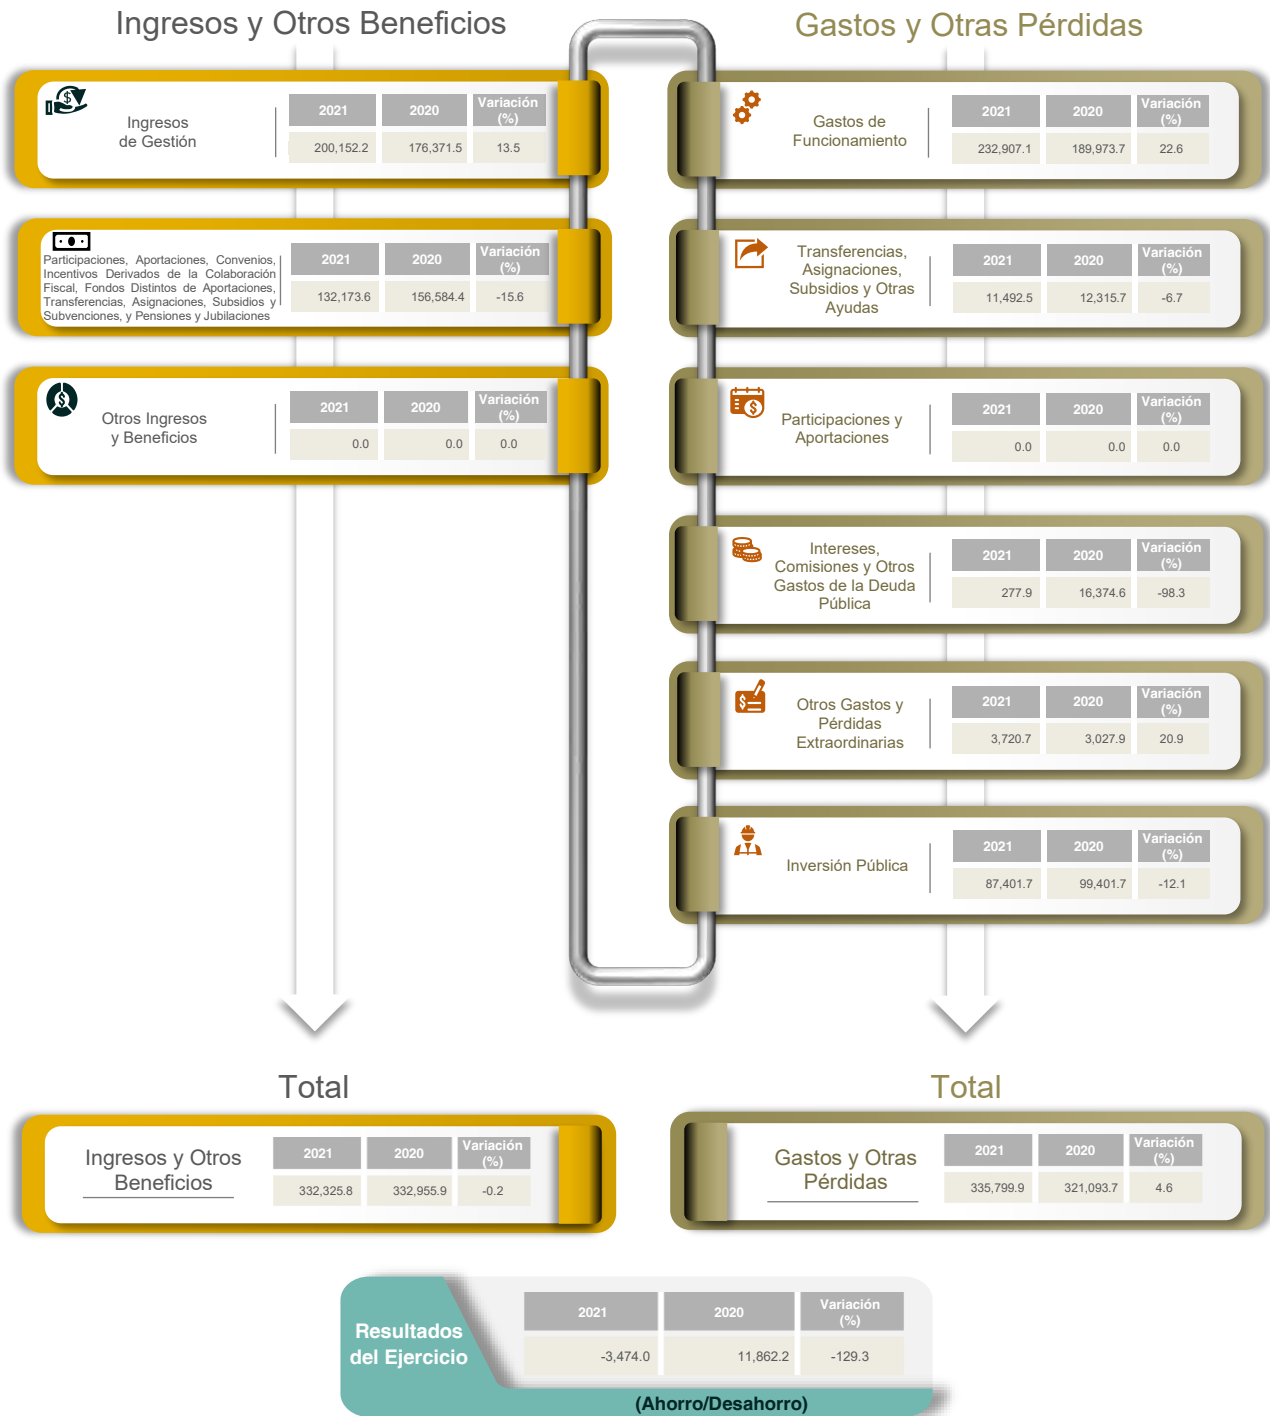 Ingresos y Otros Beneficios
Ingresos
de Gestión
2021 2020 Variación (%)
200,152.2 176,371.5 13.5
Participaciones, Aportaciones, Convenios,
Incentivos Derivados de la Colaboración
Fiscal, Fondos Distintos de Aportaciones,
Transferencias, Asignaciones, Subsidios y
Subvenciones, y Pensiones y Jubilaciones
2021 2020 Variación (%)
132,173.6 156,584.4 -15.6
Otros Ingresos
y Beneficios
2021 2020 Variación (%)
0.0 0.0 0.0
Gastos y Otras Pérdidas
Gastos de
Funcionamiento
2021 2020 Variación (%)
232,907.1 189,973.7 22.6
Transferencias,
Asignaciones,
Subsidios y Otras
Ayudas
2021 2020 Variación (%)
11,492.5 12,315.7 -6.7
Participaciones y
Aportaciones
2021 2020 Variación (%)
0.0 0.0 0.0
Intereses,
Comisiones y Otros
Gastos de la Deuda
Pública
2021 2020 Variación (%)
277.9 16,374.6 -98.3
Otros Gastos y
Pérdidas
Extraordinarias
2021 2020 Variación (%)
3,720.7 3,027.9 20.9
Inversión Pública
2021 2020 Variación (%)
87,401.7 99,401.7 -12.1
Total
Ingresos y Otros
Beneficios
2021 2020 Variación (%)
332,325.8 332,955.9 -0.2
Total
Gastos y Otras
Pérdidas
2021 2020 Variación (%)
335,799.9 321,093.7 4.6
Resultados
del Ejercicio
2021 2020 Variación (%)
-3,474.0 11,862.2 -129.3
(Ahorro/Desahorro)